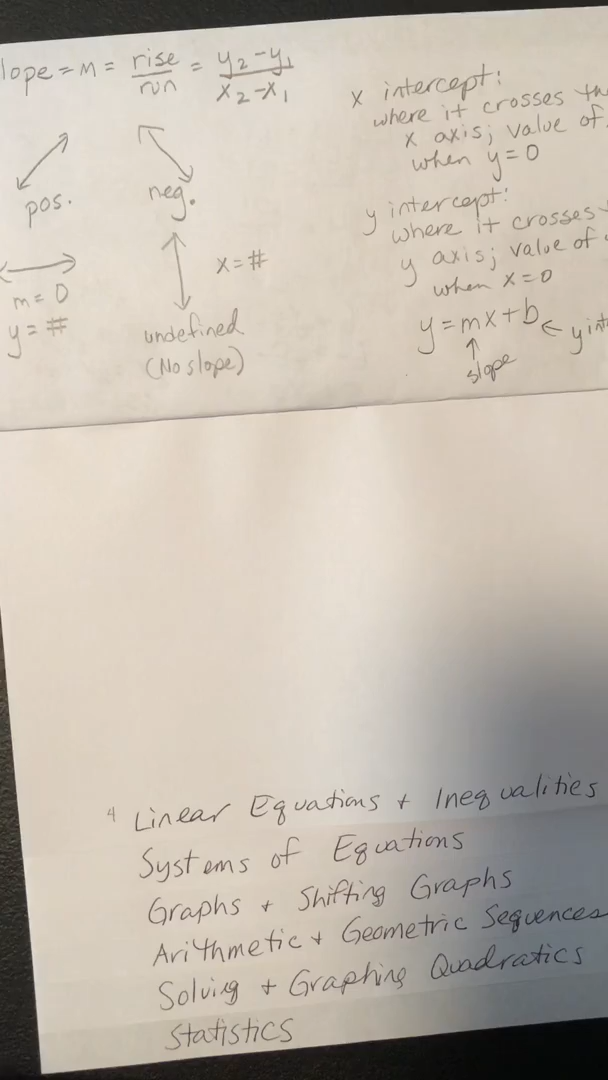 lope = m = rise/run = y₂-y₁/x₂-x₁
pos.
neg.
m = 0
y = #
x = #
undefined
(No slope)
x intercept:
where it crosses the
x axis; value of
when y=0
y intercept:
where it crosses
y axis; value of
when x=0
y=mx+b ← y int
↑
slope
4 Linear Equations + Inequalities
Systems of Equations
Graphs + Shifting Graphs
Arithmetic + Geometric Sequences
Solving + Graphing Quadratics
Statistics